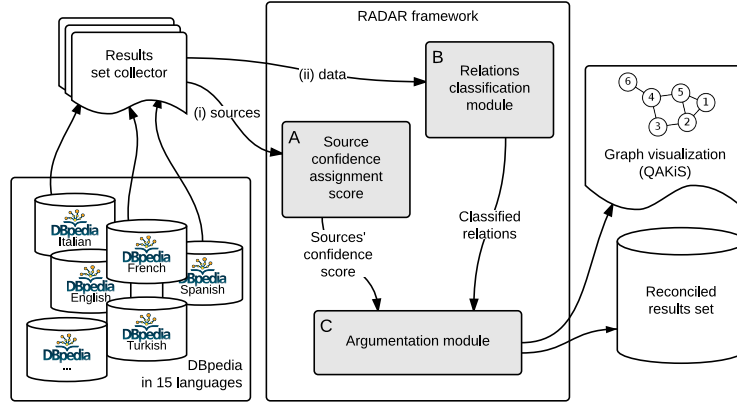 RADAR framework
Results
set collector
(ii) data
(i) sources
B
Relations
classification
module
A
Source
confidence
assignment
score
6
4
5
1
3
2
Graph visualization
(QAKiS)
Classified
relations
Sources'
confidence
score
DBpedia
Italian
DBpedia
French
DBpedia
English
DBpedia
Spanish
DBpedia
Turkish
DBpedia
...
DBpedia
in 15 languages
C
Argumentation module
Reconciled
results set